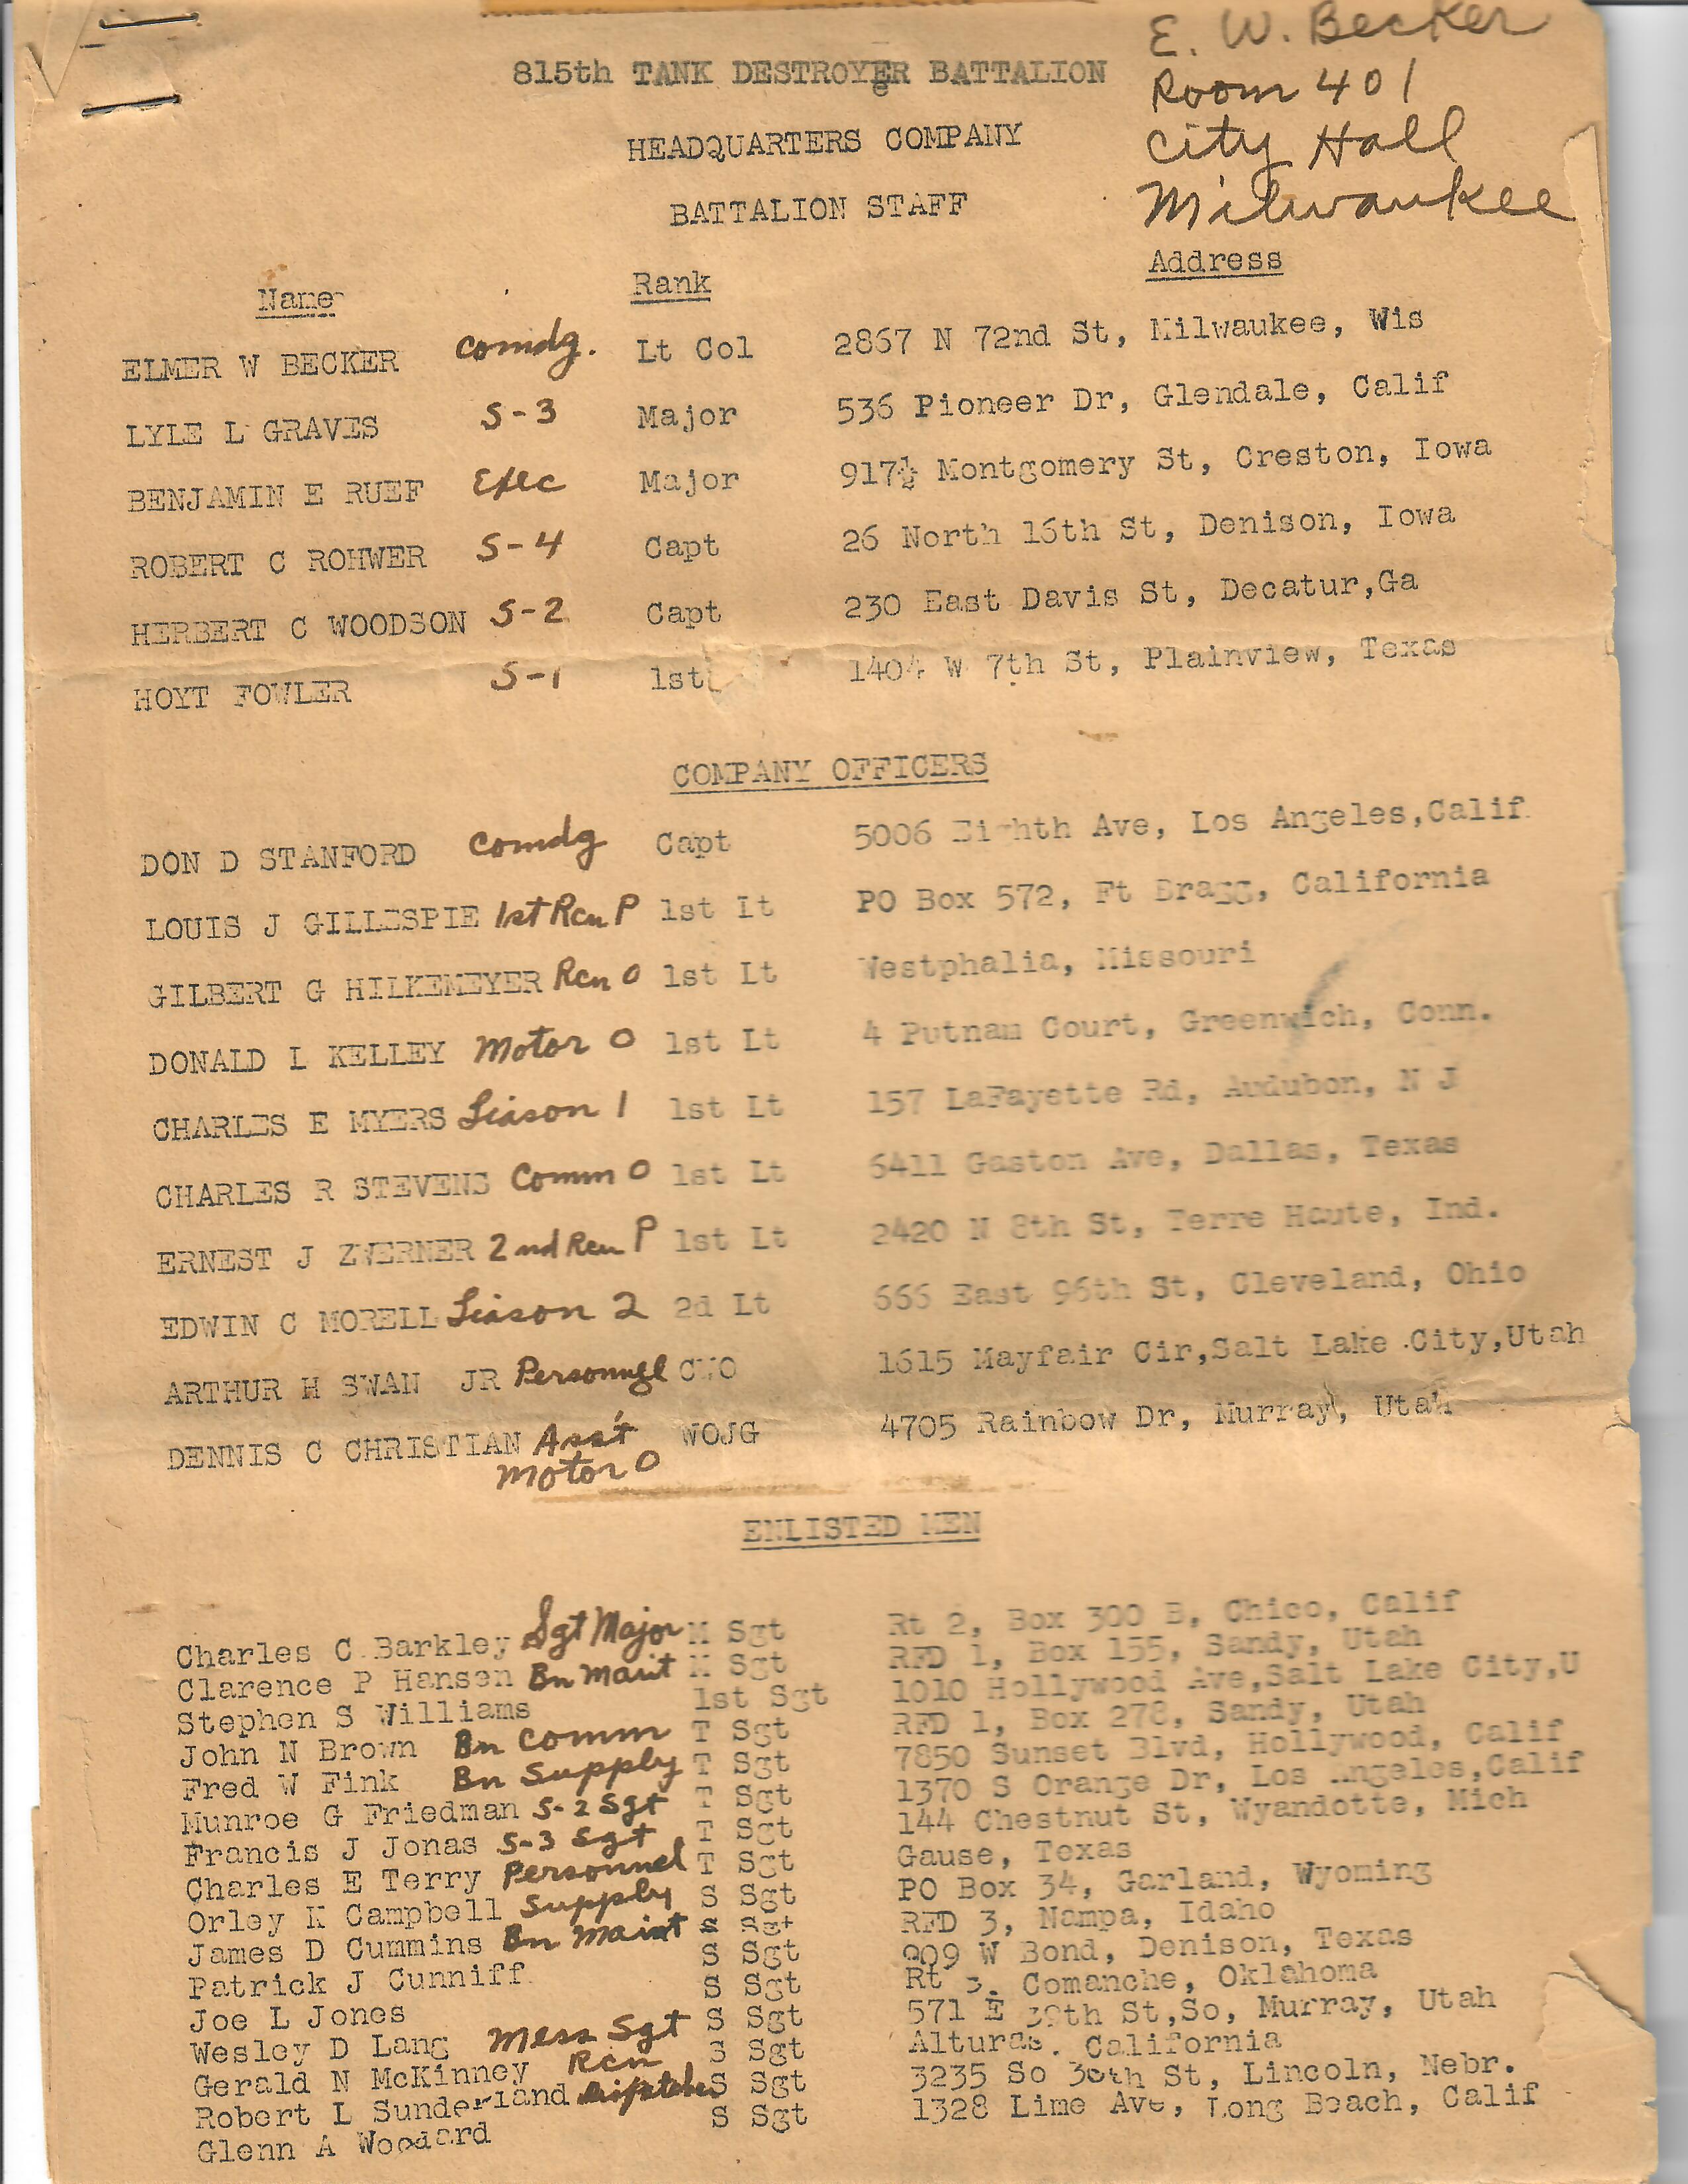 E. W. Becker
Room 401
City Hall
Milwaukee
815th TANK DESTROYER BATTALION
HEADQUARTERS COMPANY
BATTALION STAFF
Name Rank Address
ELMER W BECKER comdg. Lt Col 2867 N 72nd St, Milwaukee, Wis
LYLE L GRAVES S-3 Major 536 Pioneer Dr, Glendale, Calif
BENJAMIN E RUEF Exec Major 917½ Montgomery St, Creston, Iowa
ROBERT C ROHWER S-4 Capt 26 North 16th St, Denison, Iowa
HERBERT C WOODSON S-2 Capt 230 East Davis St, Decatur,Ga
HOYT FOWLER S-1 1st 1404 W 7th St, Plainview, Texas
COMPANY OFFICERS
DON D STANFORD comdg Capt 5006 Eighth Ave, Los Angeles,Calif
LOUIS J GILLESPIE 1st Rcn P 1st Lt PO Box 572, Ft Bragg, California
GILBERT G HILKEMEYER Rcn O 1st Lt Westphalia, Missouri
DONALD L KELLEY Motor O 1st Lt 4 Putnam Court, Greenwich, Conn.
CHARLES E MYERS Liason 1 1st Lt 157 LaFayette Rd, Audubon, N J
CHARLES R STEVENS Comm O 1st Lt 6411 Gaston Ave, Dallas, Texas
ERNEST J ZWERNER 2nd Rcn P 1st Lt 2420 N 8th St, Terre Haute, Ind.
EDWIN C MORELL Liason 2 2d Lt 666 East 96th St, Cleveland, Ohio
ARTHUR H SWAN JR Personnel CWO 1615 Mayfair Cir,Salt Lake City,Utah
DENNIS C CHRISTIAN Ass't WOJG 4705 Rainbow Dr, Murray, Utah
Motor O
ENLISTED MEN
Charles C Barkley Sgt Major M Sgt Rt 2, Box 300 B, Chico, Calif
Clarence P Hansen Bn Maint M Sgt RFD 1, Box 155, Sandy, Utah
Stephen S Williams 1st Sgt 1010 Hollywood Ave,Salt Lake City,U
John N Brown Bn Comm T Sgt RFD 1, Box 278, Sandy, Utah
Fred W Fink Bn Supply T Sgt 7850 Sunset Blvd, Hollywood, Calif
Munroe G Friedman S-2 Sgt T Sgt 1370 S Orange Dr, Los Angeles,Calif
Francis J Jonas S-3 Sgt T Sgt 144 Chestnut St, Wyandotte, Mich
Charles E Terry Personnel T Sgt Gause, Texas
Orley K Campbell Supply S Sgt PO Box 34, Garland, Wyoming
James D Cummins Bn Maint S Sgt RFD 3, Nampa, Idaho
Patrick J Cunniff S Sgt 909 W Bond, Denison, Texas
Joe L Jones S Sgt Rt 3, Comanche, Oklahoma
Wesley D Lang Mess Sgt S Sgt 571 E 39th St,So, Murray, Utah
Gerald N McKinney Rcn S Sgt Alturas, California
Robert L Sunderland Dispatcher S Sgt 3235 So 30th St, Lincoln, Nebr.
Glenn A Woodard S Sgt 1328 Lime Ave, Long Beach, Calif